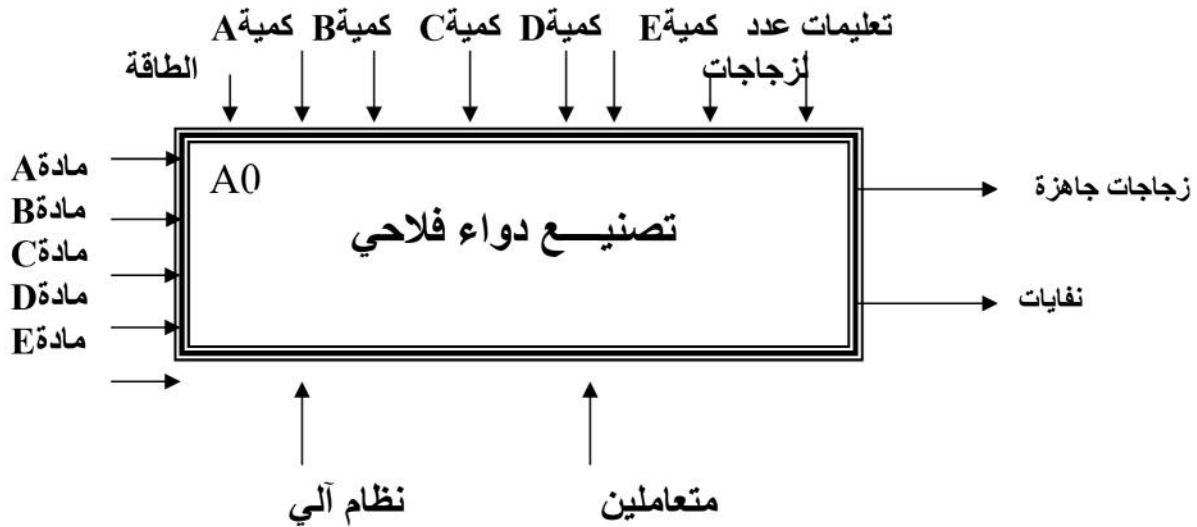 تعليمات عدد كميةE كميةD كميةC كميةB كميةA
لزجاجات الطاقة
A0
مادةA
مادةB
مادةC
مادةD
مادةE
تصنيـــع دواء فلاحي
زجاجات جاهزة
نفايات
متعاملين نظام آلي